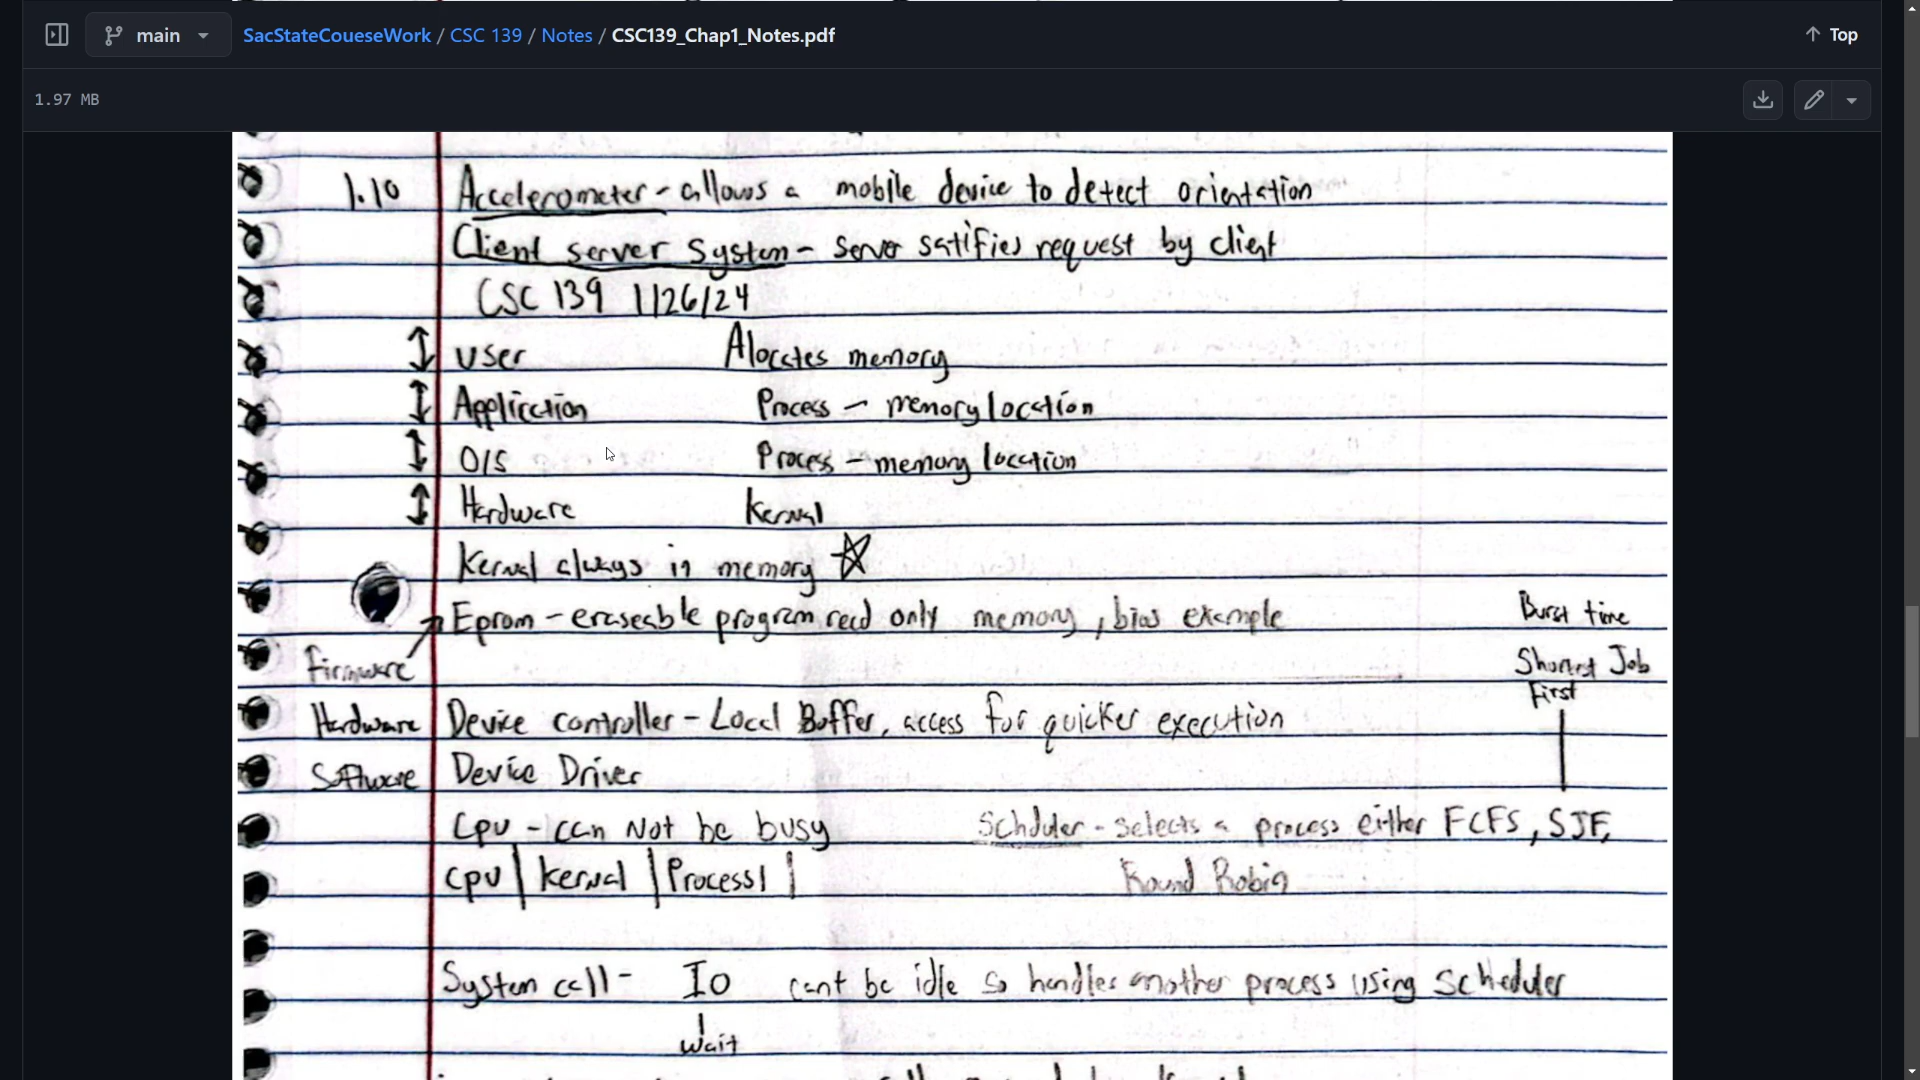 main SacStateCoueseWork / CSC 139 / Notes / CSC139_Chap1_Notes.pdf Top
1.97 MB
1.10 Accelerometer - allows a mobile device to detect orientation
Client server System - Server satifies request by client
CSC 139 1/26/24
User Alocates memory
Application Process - memory location
O/S Process - memory location
Hardware Kernal
Kernal always in memory
Eprom - eraseable program read only memory, bios example Burst time
Firmware Shortest Job
First
Hardware Device controller - Local Buffer, access for quicker execution
Software Device Driver
Cpu - can Not be busy Schduler - Selects a process either FCFS, SJF,
cpu | kernal | Process1 | Round Robin
System call - IO cant be idle so handles another process using Scheduler
wait